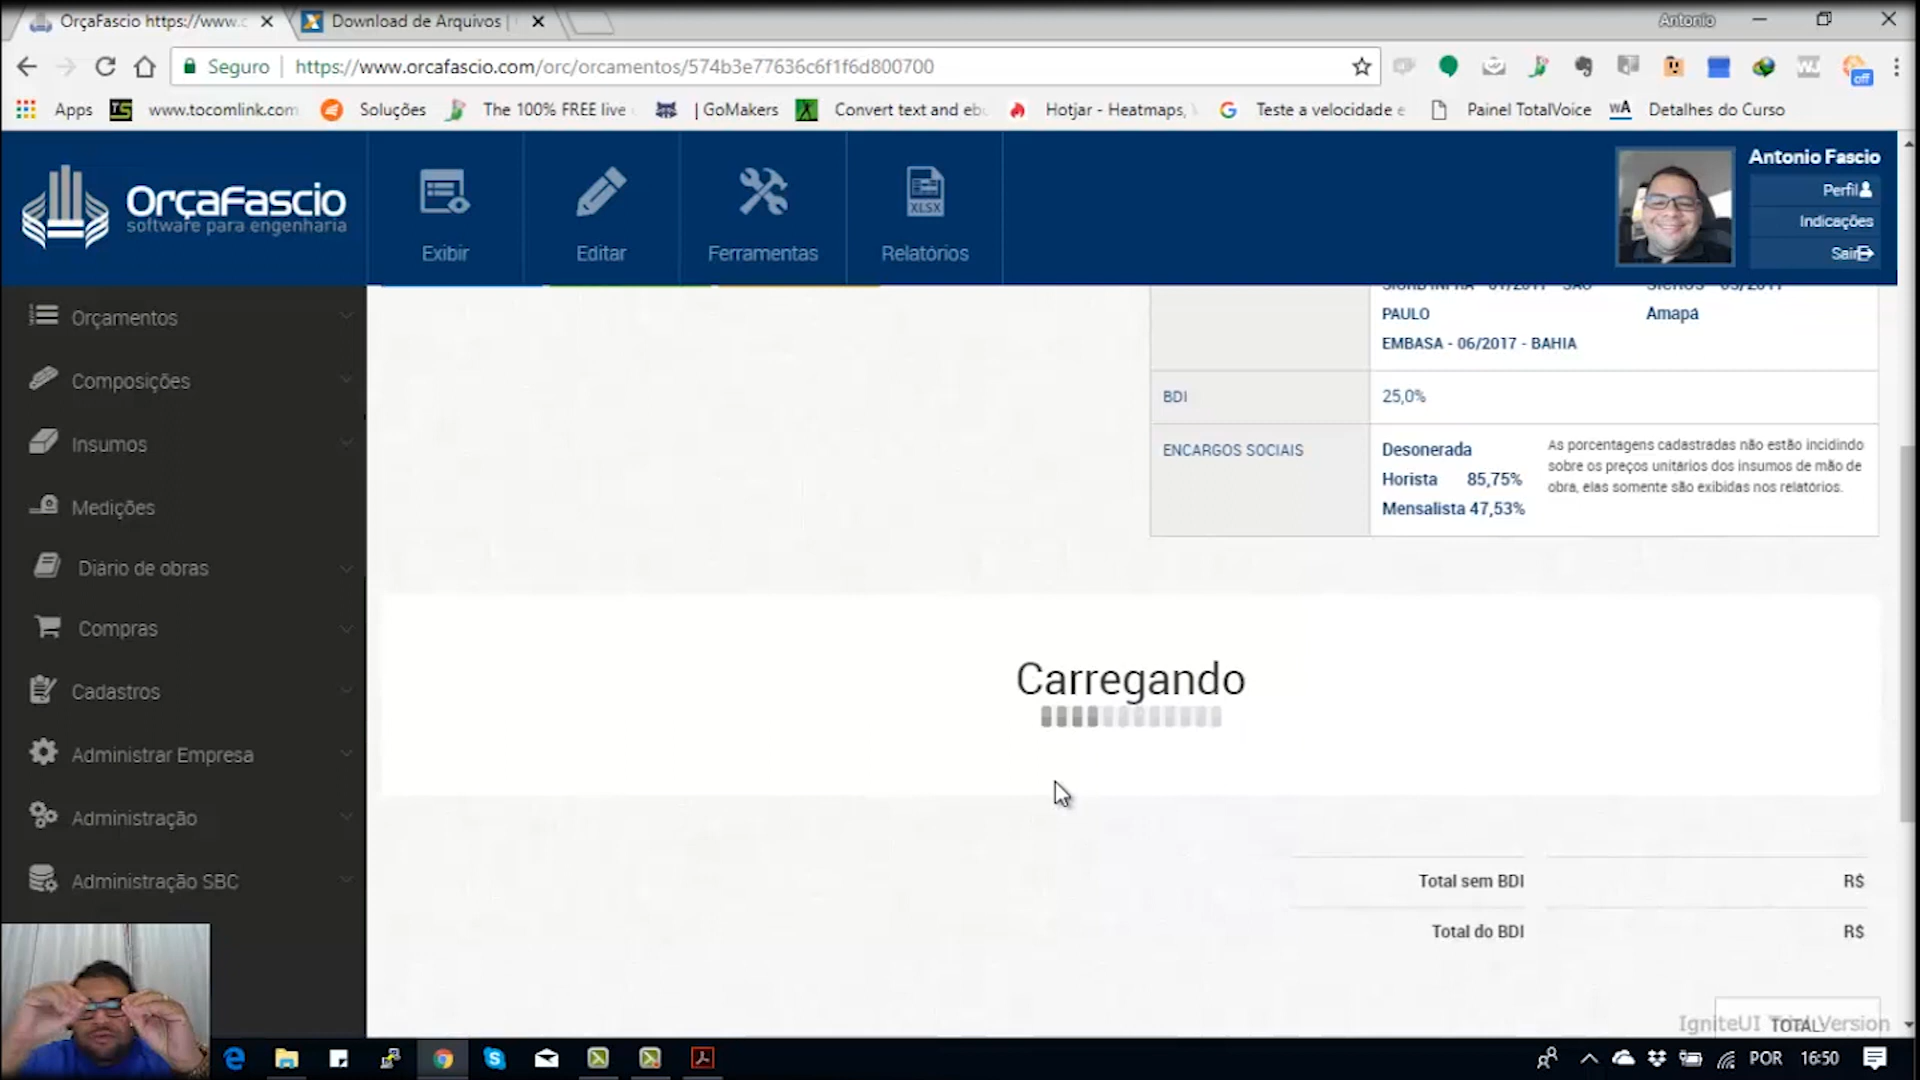 OrçaFascio https://www.c
Download de Arquivos |
Antonio
Seguro
https://www.orcafascio.com/orc/orcamentos/574b3e77636c6f1f6d800700
off
Apps
TS
www.tocomlink.com
Soluções
The 100% FREE live
| GoMakers
Convert text and eb
Hotjar - Heatmaps,
Teste a velocidade e
Painel TotalVoice
wA
Detalhes do Curso
OrçaFascio
software para engenharia
Exibir
Editar
Ferramentas
XLSX
Relatórios
Antonio Fascio
Perfil
Indicações
Sair
Orçamentos
Composições
Insumos
Medições
Diário de obras
Compras
Cadastros
Administrar Empresa
Administração
Administração SBC
PAULO
Amapá
EMBASA - 06/2017 - BAHIA
BDI
25,0%
ENCARGOS SOCIAIS
Desonerada
Horista 85,75%
Mensalista 47,53%
As porcentagens cadastradas não estão incidindo
sobre os preços unitários dos insumos de mão de
obra, elas somente são exibidas nos relatórios.
Carregando
Total sem BDI
R$
Total do BDI
R$
TOTAL
IgniteUI Version
POR
16:50